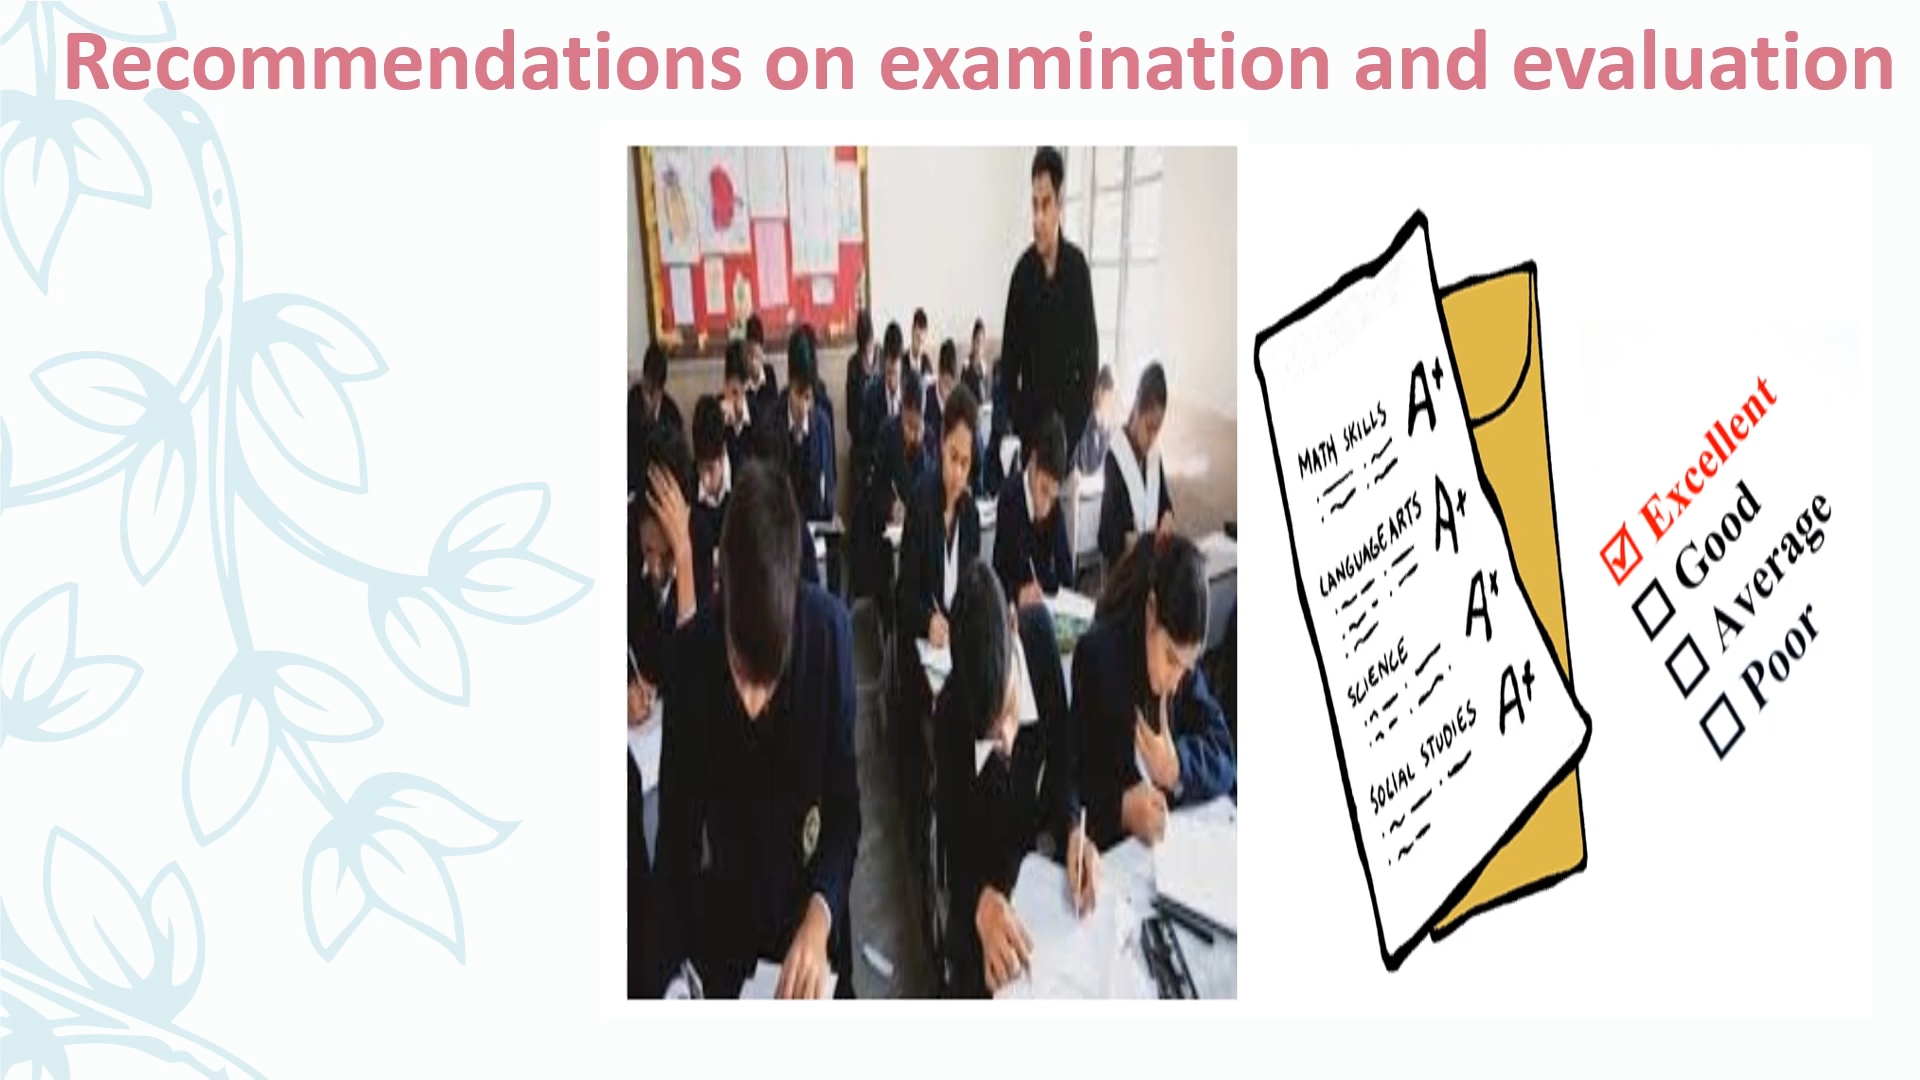 Recommendations on examination and evaluation
MATH SKILLS A+
LANGUAGE ARTS A+
SCIENCE A+
SOCIAL STUDIES A+
Excellent
Good
Average
Poor